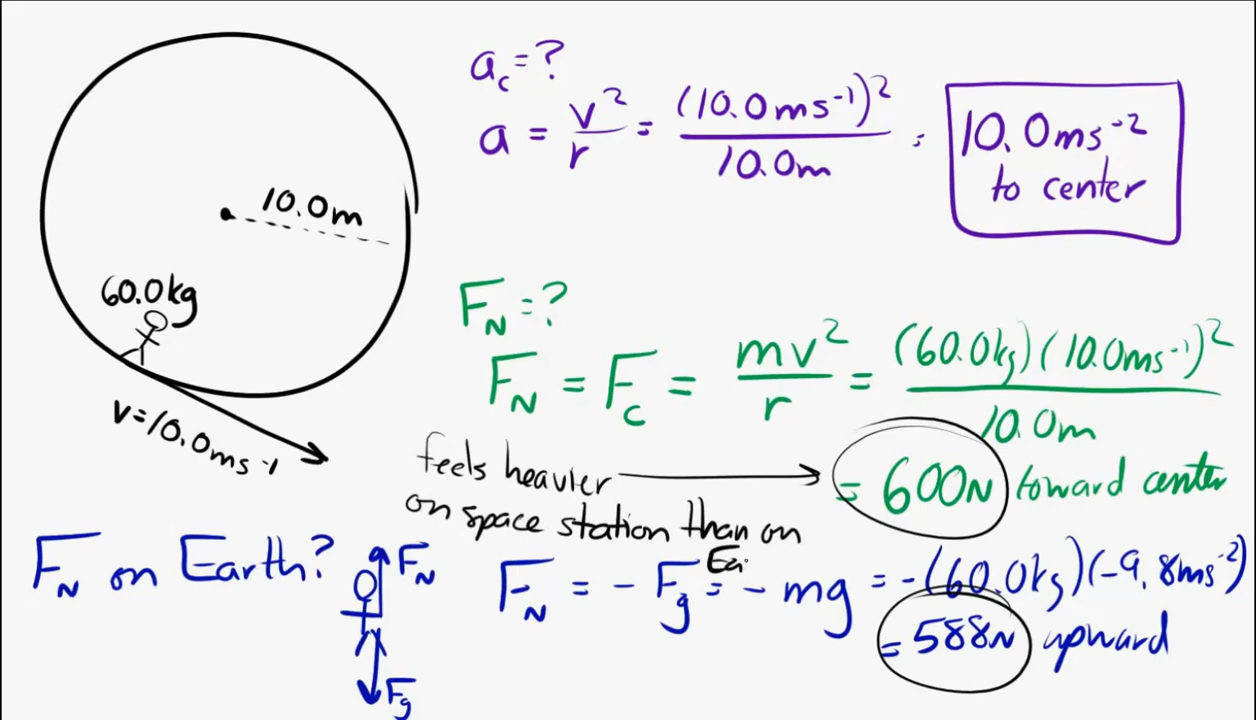 10.0m
60.0kg
v=10.0ms⁻¹
a_c = ?
a = v²/r = (10.0ms⁻¹)²/10.0m = 10.0ms⁻²
to center
F_N = ?
F_N = F_c = mv²/r = (60.0kg)(10.0ms⁻¹)²/10.0m
= 600N toward center
feels heavier
on space station than on
Ear
F_N on Earth?
F_N
F_g
F_N = -F_g = -mg = -(60.0kg)(-9.8ms⁻²)
= 588N upward